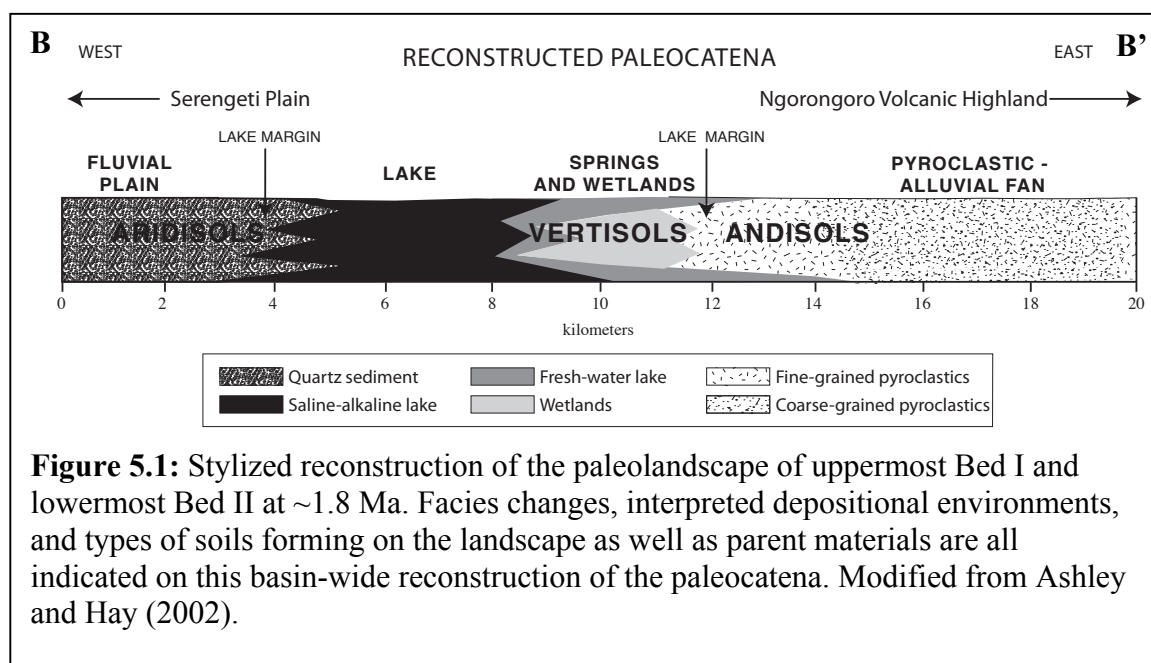 B WEST RECONSTRUCTED PALEOCATENA EAST B’
Serengeti Plain Ngorongoro Volcanic Highland
LAKE MARGIN LAKE MARGIN
FLUVIAL PLAIN
LAKE
SPRINGS AND WETLANDS
PYROCLASTIC - ALLUVIAL FAN
ARIDISOLS VERTISOLS ANDISOLS
0 2 4 6 8 10 12 14 16 18 20
kilometers
Quartz sediment Fresh-water lake Fine-grained pyroclastics
Saline-alkaline lake Wetlands Coarse-grained pyroclastics
Figure 5.1: Stylized reconstruction of the paleolandscape of uppermost Bed I and
lowermost Bed II at ~1.8 Ma. Facies changes, interpreted depositional environments,
and types of soils forming on the landscape as well as parent materials are all
indicated on this basin-wide reconstruction of the paleocatena. Modified from Ashley
and Hay (2002).